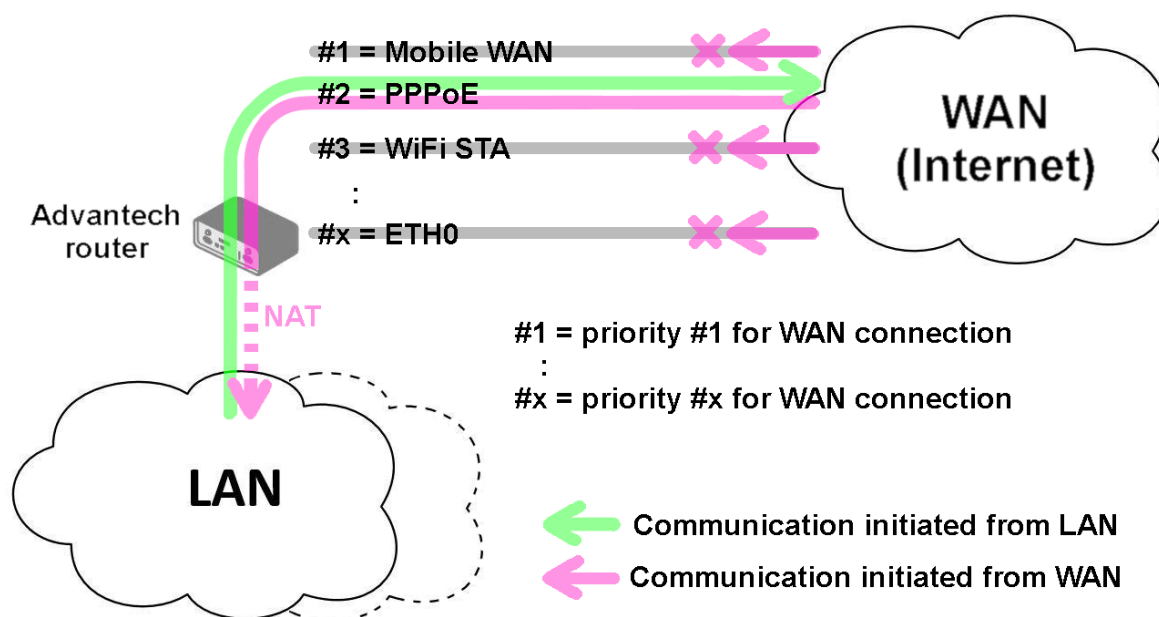 #1 = Mobile WAN
#2 = PPPoE
#3 = WiFi STA
:
#x = ETH0
WAN
(Internet)
Advantech
router
NAT
#1 = priority #1 for WAN connection
:
#x = priority #x for WAN connection
LAN
Communication initiated from LAN
Communication initiated from WAN